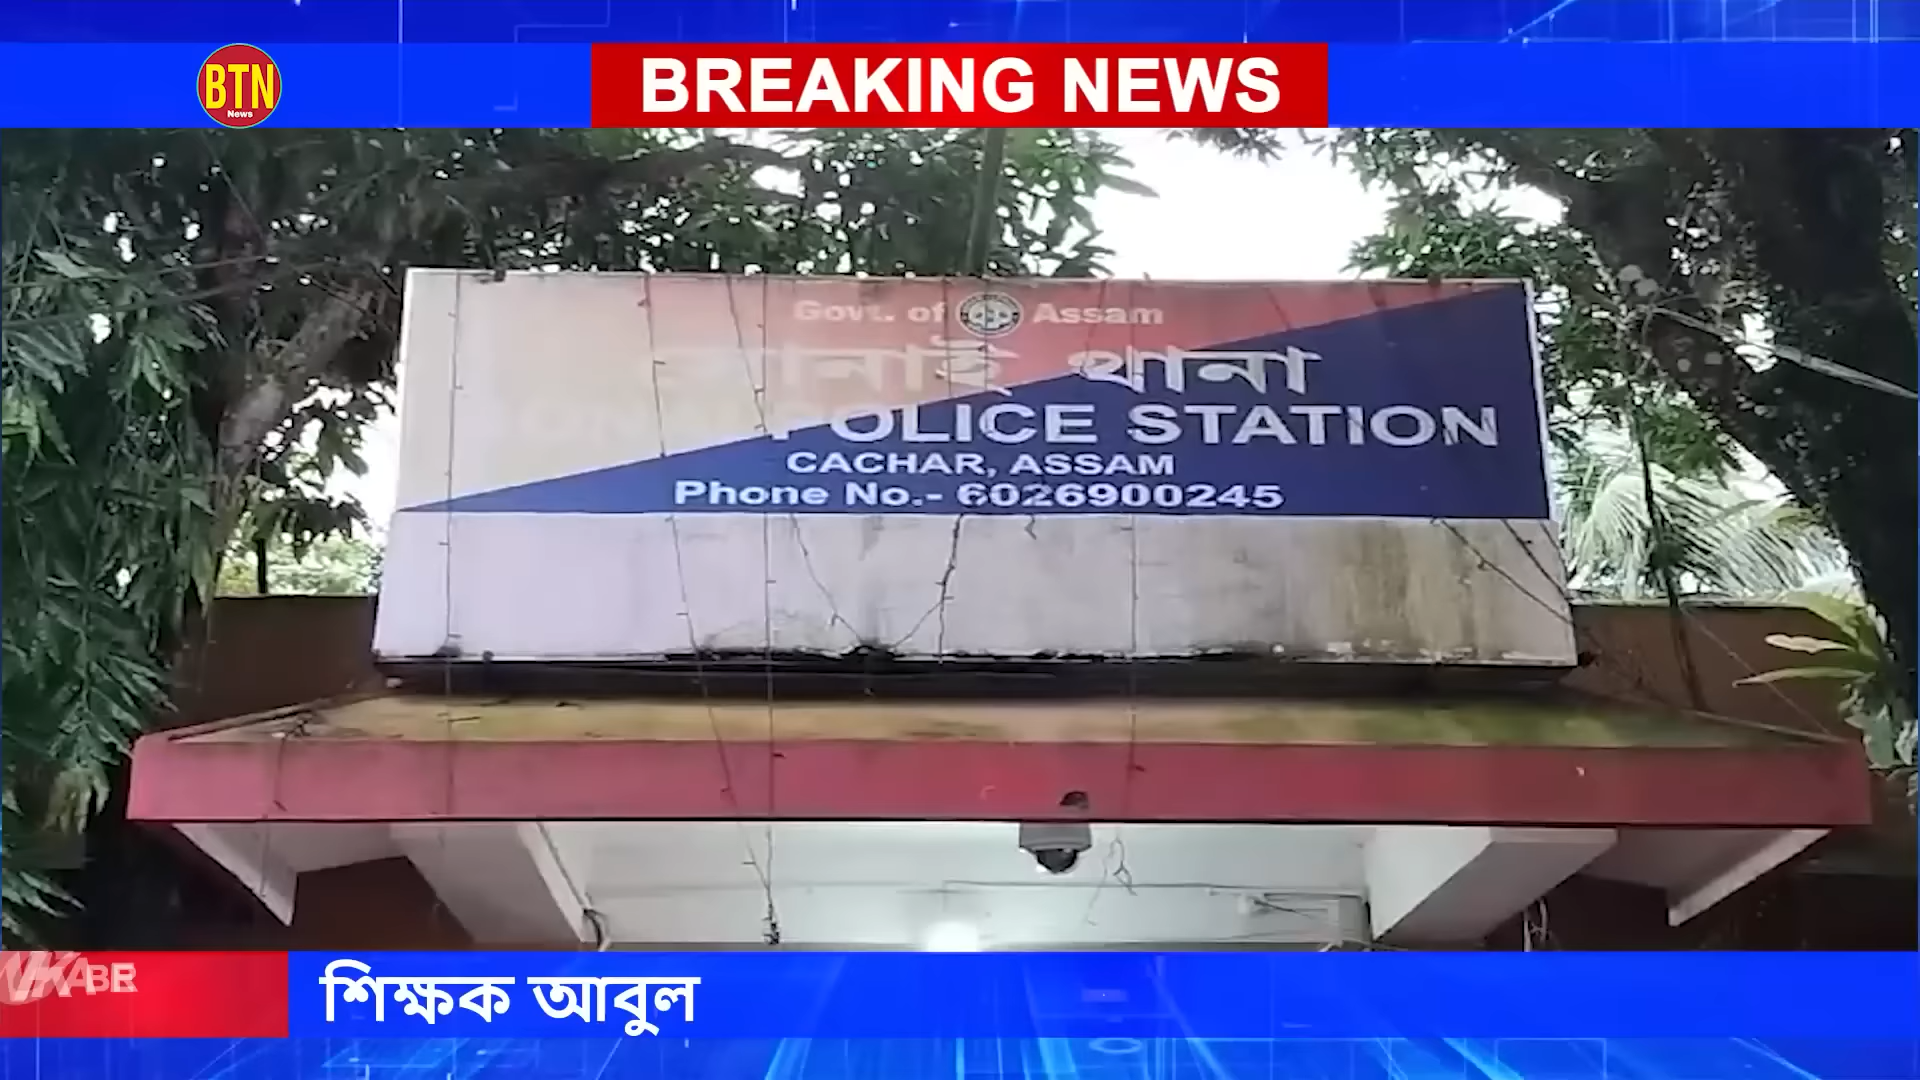 BTN
News
BREAKING NEWS
Govt. of Assam
থানা
POLICE STATION
CACHAR, ASSAM
Phone No.- 6026900245
শিক্ষক আবুল